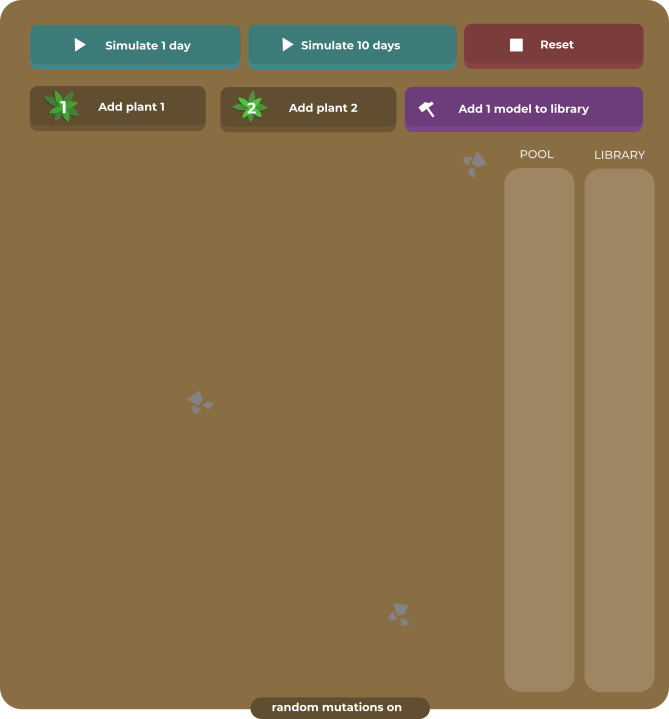 Simulate 1 day
Simulate 10 days
Reset
1
Add plant 1
2
Add plant 2
Add 1 model to library
POOL
LIBRARY
random mutations on